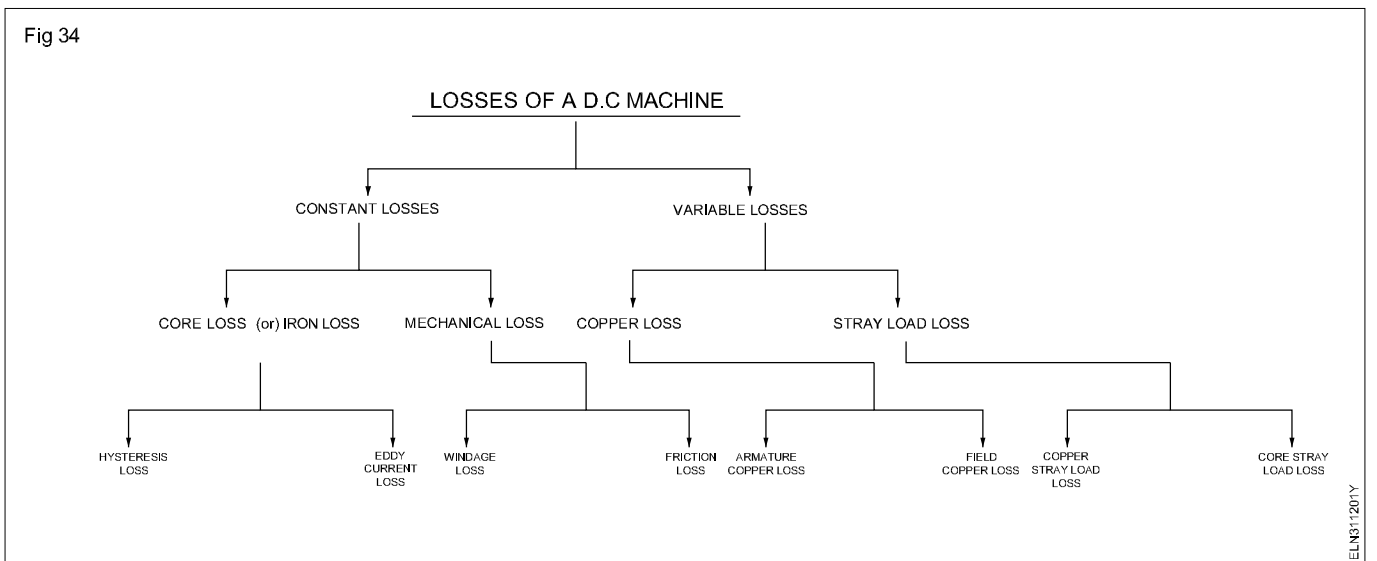 Fig 34
LOSSES OF A D.C MACHINE
CONSTANT LOSSES
VARIABLE LOSSES
CORE LOSS (or) IRON LOSS
MECHANICAL LOSS
COPPER LOSS
STRAY LOAD LOSS
HYSTERESIS
LOSS
EDDY
CURRENT
LOSS
WINDAGE
LOSS
FRICTION
LOSS
ARMATURE
COPPER LOSS
FIELD
COPPER LOSS
COPPER
STRAY LOAD
LOSS
CORE STRAY
LOAD LOSS
ELN311201Y